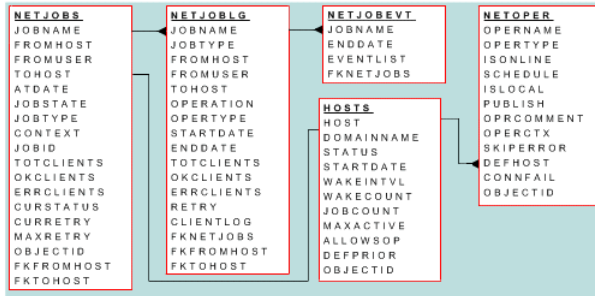 NETJOBS
JOBNAME
FROMHOST
FROMUSER
TOHOST
ATDATE
JOBSTATE
JOBTYPE
CONTEXT
JOBID
TOTCLIENTS
OKCLIENTS
ERRCLIENTS
CURSTATUS
CURRETRY
MAXRETRY
OBJECTID
FKFROMHOST
FKTOHOST
NETJOBLG
JOBNAME
JOBTYPE
FROMHOST
FROMUSER
TOHOST
OPERATION
OPERTYPE
STARTDATE
ENDDATE
TOTCLIENTS
OKCLIENTS
ERRCLIENTS
RETRY
CLIENTLOG
FKNETJOBS
FKFROMHOST
FKTOHOST
NETJOBEVT
JOBNAME
ENDDATE
EVENTLIST
FKNETJOBS
HOSTS
HOST
DOMAINNAME
STATUS
STARTDATE
WAKEINTVL
WAKECOUNT
JOBCOUNT
MAXACTIVE
ALLOWSOP
DEFPRIOR
OBJECTID
NETOPER
OPERNAME
OPERTYPE
ISONLINE
SCHEDULE
ISLOCAL
PUBLISH
OPRCOMMENT
OPERCTX
SKIPERROR
DEFHOST
CONNFAIL
OBJECTID